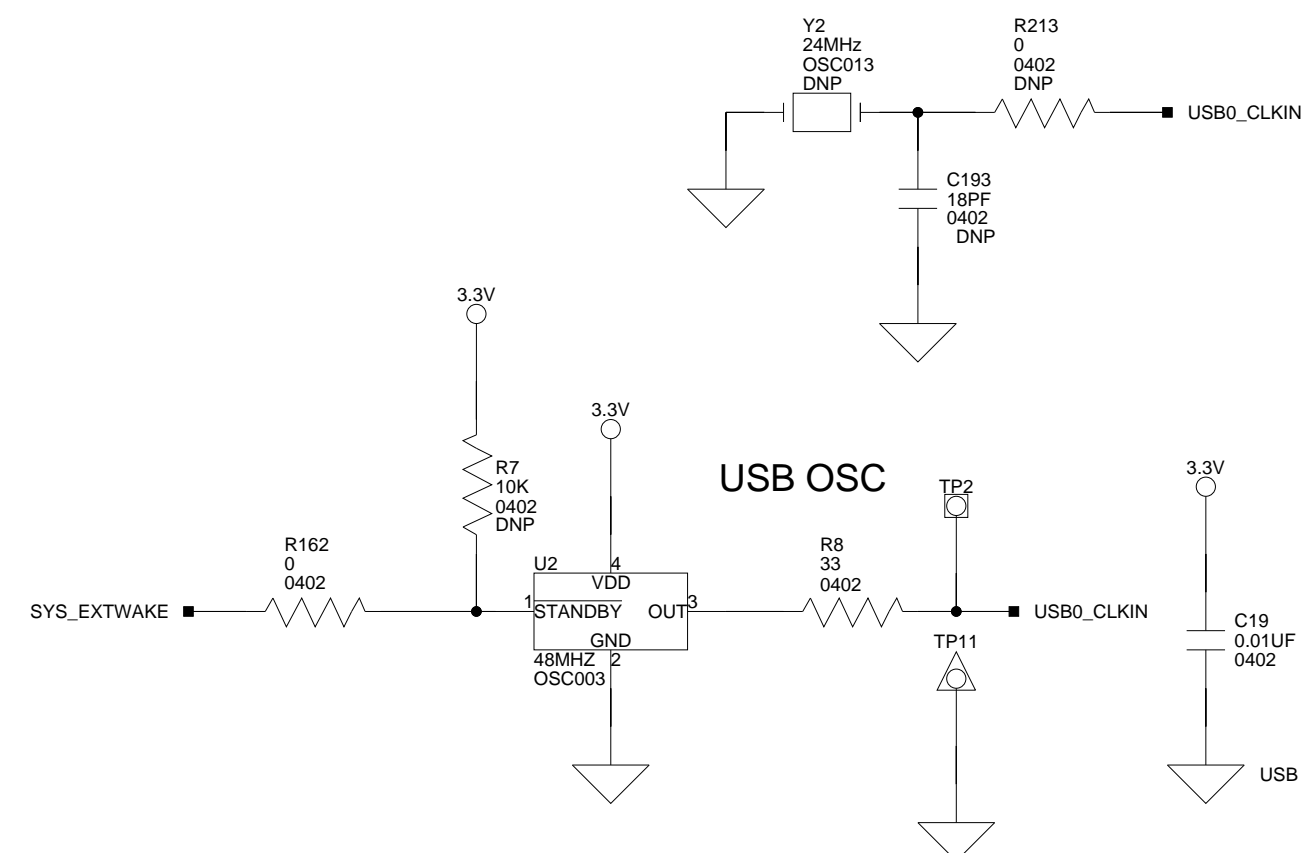 Y2
24MHz
OSC013
DNP
R213
0
0402
DNP
USB0_CLKIN
C193
18PF
0402
DNP
3.3V
3.3V
R7
10K
0402
DNP
USB OSC
TP2
3.3V
R162
0
0402
U2
4
VDD
R8
33
0402
SYS_EXTWAKE
1
STANDBY
OUT
3
USB0_CLKIN
GND
2
48MHZ
OSC003
TP11
C19
0.01UF
0402
USB